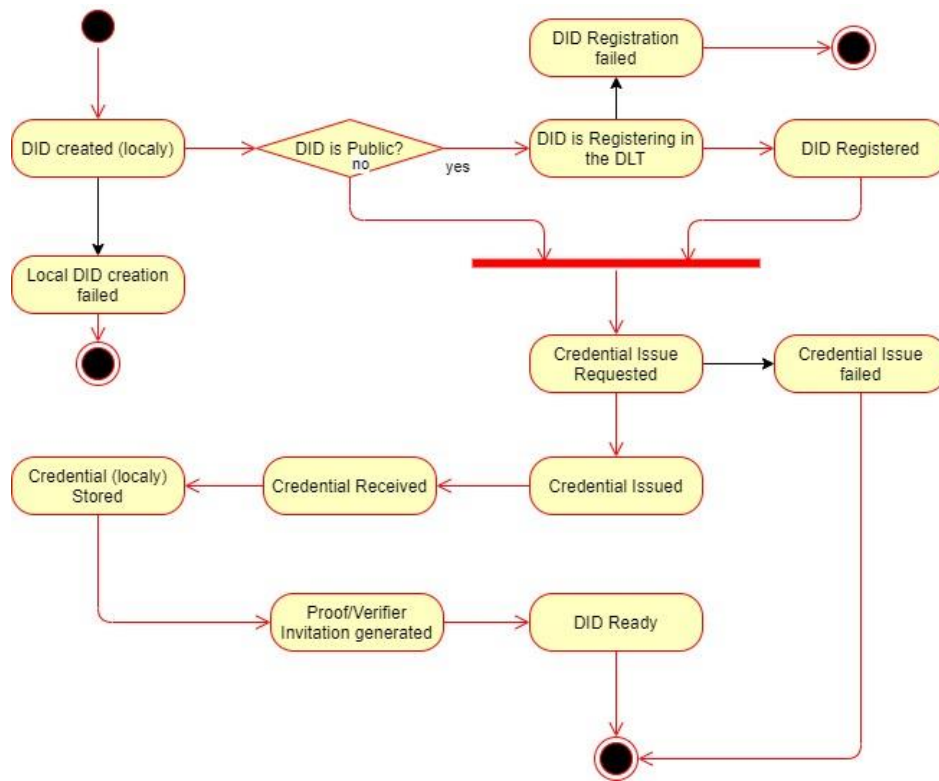 DID Registration
failed
DID created (localy)
DID is Public?
no
yes
DID is Registering in
the DLT
DID Registered
Local DID creation
failed
Credential Issue
Requested
Credential Issue
failed
Credential (localy)
Stored
Credential Received
Credential Issued
Proof/Verifier
Invitation generated
DID Ready